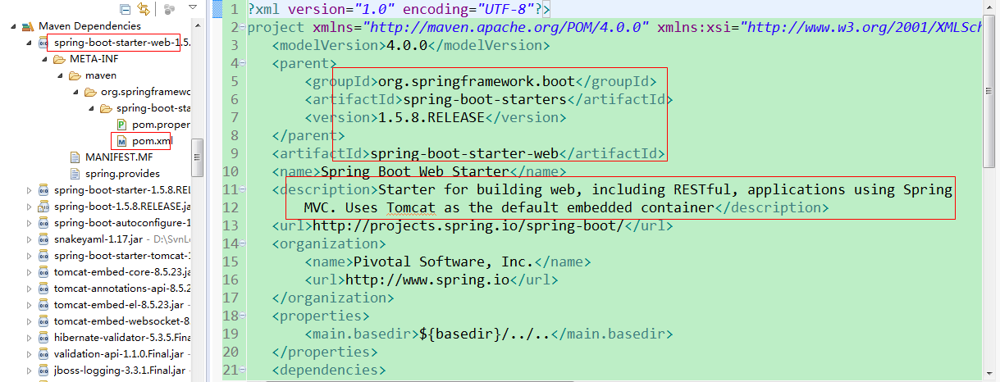 Maven Dependencies
spring-boot-starter-web-1.5.
META-INF
maven
org.springframewo
spring-boot-sta
pom.proper
pom.xml
MANIFEST.MF
spring.provides
spring-boot-starter-1.5.8.REL
spring-boot-1.5.8.RELEASE.jar
spring-boot-autoconfigure-1
snakeyaml-1.17.jar - D:\SvnLo
spring-boot-starter-tomcat-1
tomcat-embed-core-8.5.23.ja
tomcat-annotations-api-8.5.2
tomcat-embed-el-8.5.23.jar
tomcat-embed-websocket-8.
hibernate-validator-5.3.5.Fina
validation-api-1.1.0.Final.jar
jboss-logging-3.3.1.Final.jar
1 ?xml version="1.0" encoding="UTF-8"?>
2 project xmlns="http://maven.apache.org/POM/4.0.0" xmlns:xsi="http://www.w3.org/2001/XMLSch
3 <modelVersion>4.0.0</modelVersion>
4 <parent>
5 <groupId>org.springframework.boot</groupId>
6 <artifactId>spring-boot-starters</artifactId>
7 <version>1.5.8.RELEASE</version>
8 </parent>
9 <artifactId>spring-boot-starter-web</artifactId>
10 <name>Spring Boot Web Starter</name>
11 <description>Starter for building web, including RESTful, applications using Spring
12 MVC. Uses Tomcat as the default embedded container</description>
13 <url>http://projects.spring.io/spring-boot/</url>
14 <organization>
15 <name>Pivotal Software, Inc.</name>
16 <url>http://www.spring.io</url>
17 </organization>
18 <properties>
19 <main.basedir>${basedir}/../..</main.basedir>
20 </properties>
21 <dependencies>